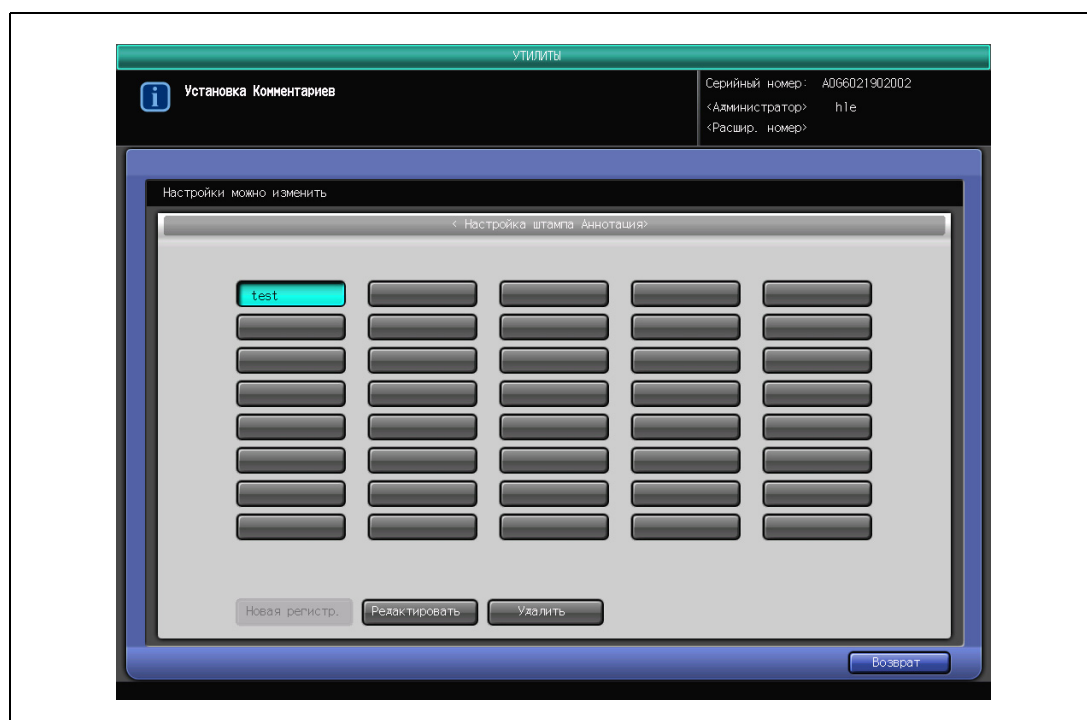 УТИЛИТЫ
Установка Комментариев
Серийный номер: A0G6021902002
<Администратор> hle
<Расшир. номер>
Настройки можно изменить
< Настройка штампа Аннотация>
test
Новая регистр. Редактировать Удалить
Возврат